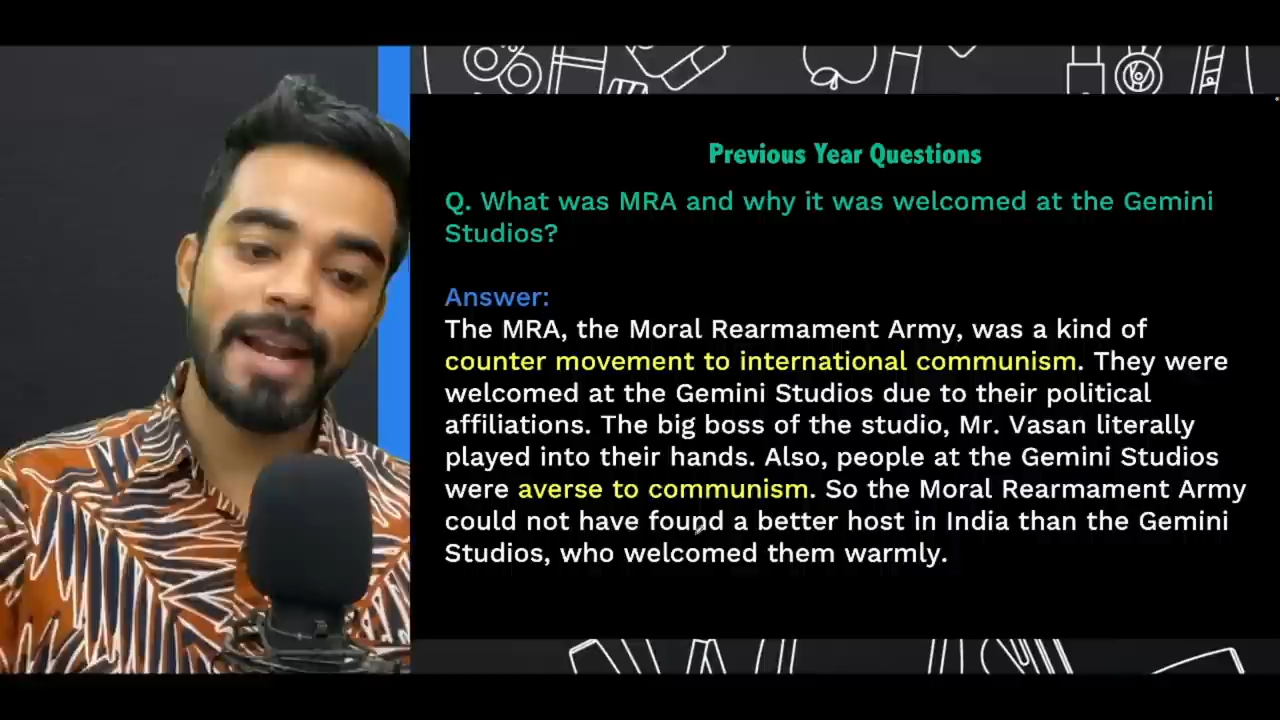 Previous Year Questions
Q. What was MRA and why it was welcomed at the Gemini
Studios?
Answer:
The MRA, the Moral Rearmament Army, was a kind of
counter movement to international communism. They were
welcomed at the Gemini Studios due to their political
affiliations. The big boss of the studio, Mr. Vasan literally
played into their hands. Also, people at the Gemini Studios
were averse to communism. So the Moral Rearmament Army
could not have found a better host in India than the Gemini
Studios, who welcomed them warmly.